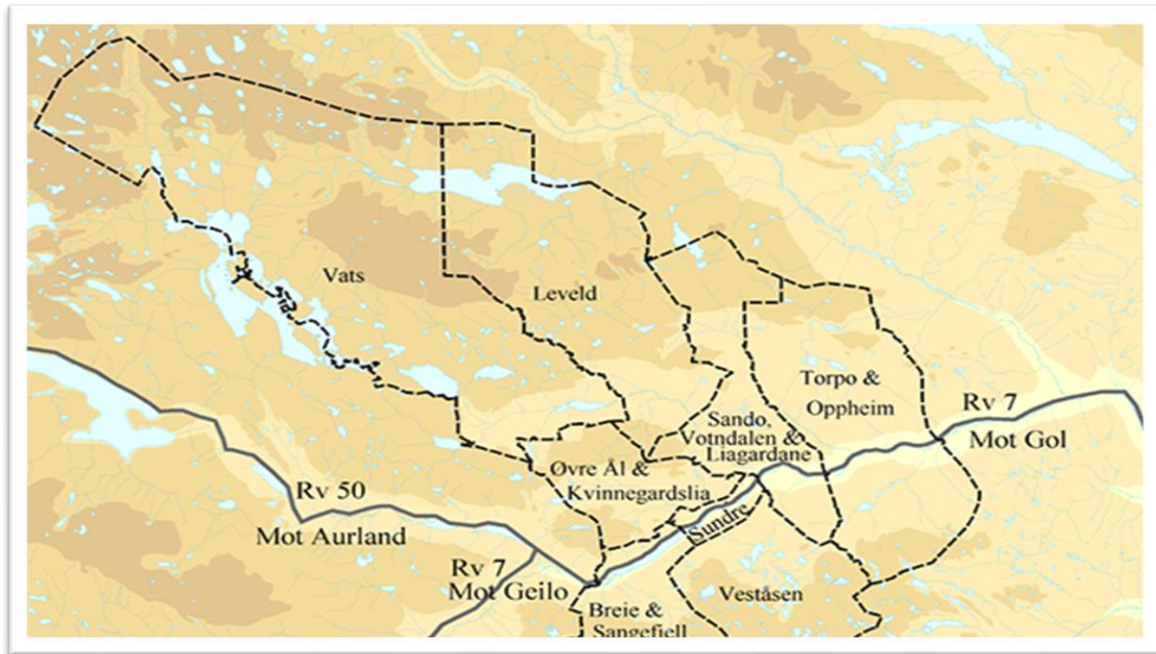 Vats
Leveld
Torpo &
Oppheim
Rv 7
Mot Gol
Sando,
Votndalen &
Liagardane
Øvre Ål &
Kvinnegardslia
Rv 50
Mot Aurland
Sundre
Rv 7
Mot Geilo
Veståsen
Breie &
Sangefjell